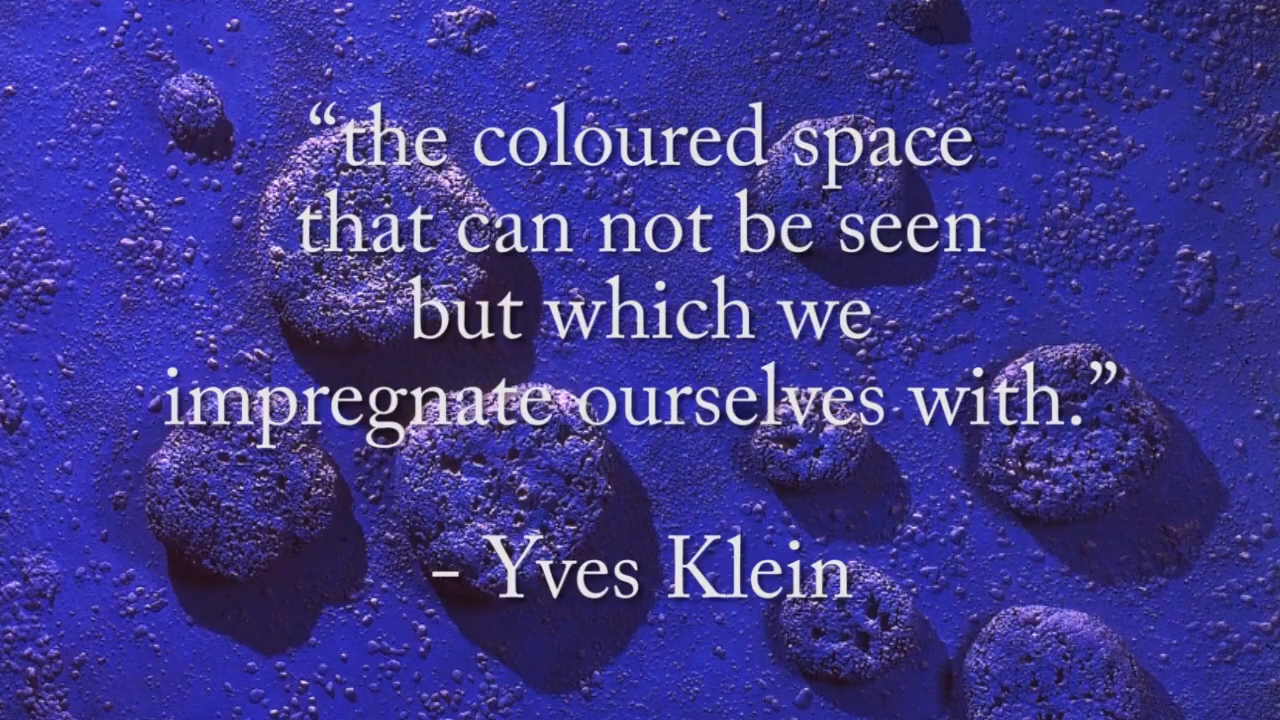 “the coloured space
that can not be seen
but which we
impregnate ourselves with.”
- Yves Klein